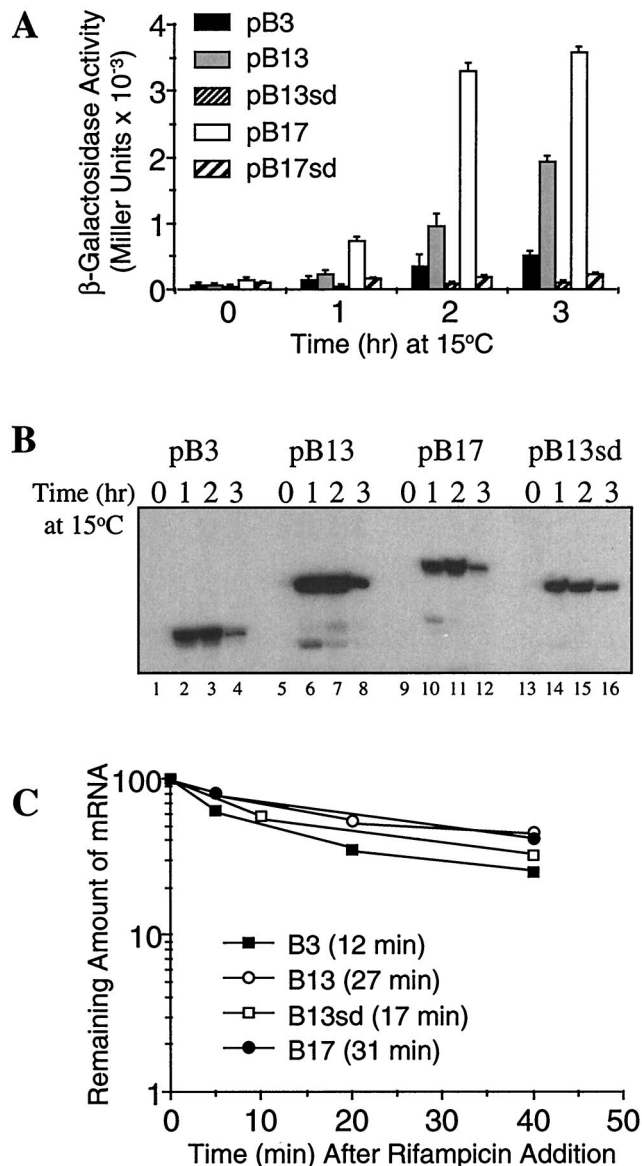 A
β-Galactosidase Activity
(Miller Units x 10⁻³)
4
3
2
1
0
pB3
pB13
pB13sd
pB17
pB17sd
0 1 2 3
Time (hr) at 15°C
B
pB3 pB13 pB17 pB13sd
Time (hr) 0 1 2 3 0 1 2 3 0 1 2 3 0 1 2 3
at 15°C
1 2 3 4 5 6 7 8 9 10 11 12 13 14 15 16
C
Remaining Amount of mRNA
100
10
1
B3 (12 min)
B13 (27 min)
B13sd (17 min)
B17 (31 min)
0 10 20 30 40 50
Time (min) After Rifampicin Addition